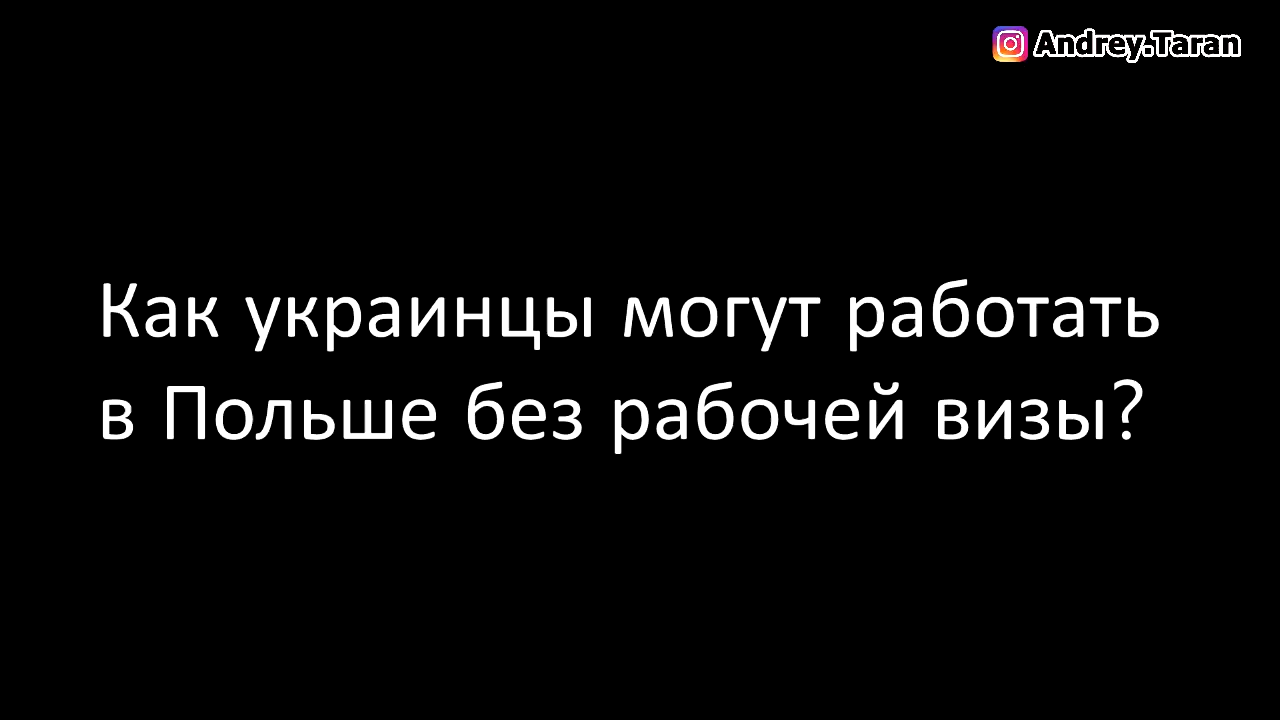 Andrey.Taran
Как украинцы могут работать
в Польше без рабочей визы?